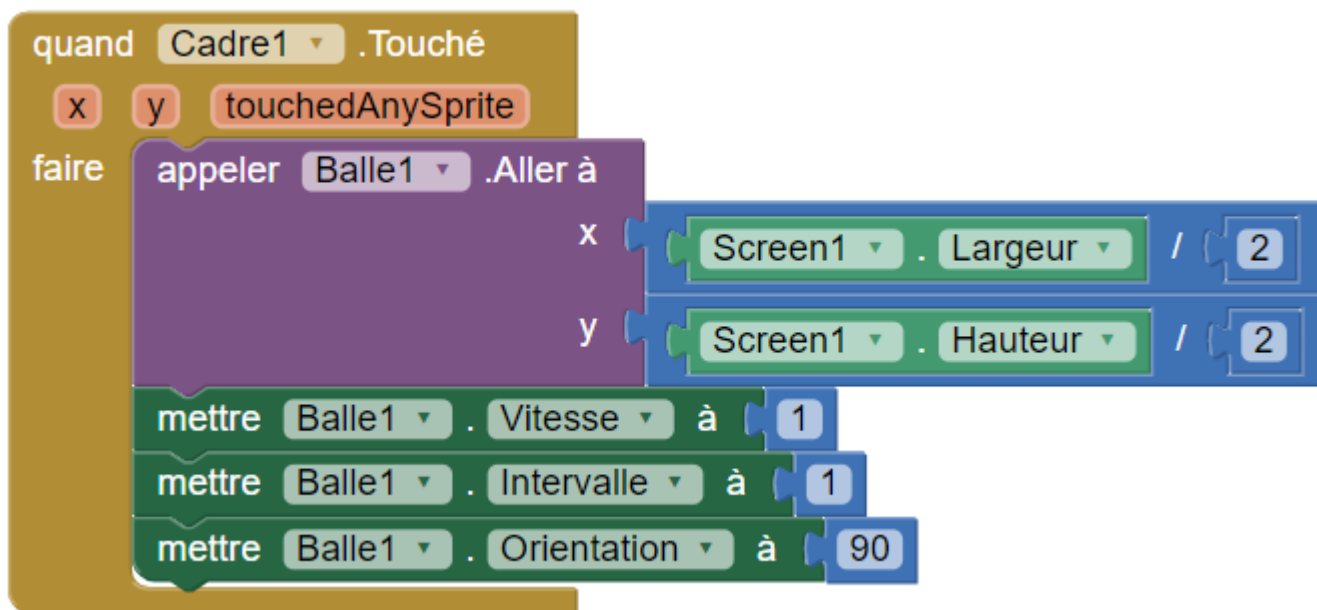 quand Cadre1 .Touché
x y touchedAnySprite
faire appeler Balle1 .Aller à
x Screen1 . Largeur / 2
y Screen1 . Hauteur / 2
mettre Balle1 . Vitesse à 1
mettre Balle1 . Intervalle à 1
mettre Balle1 . Orientation à 90